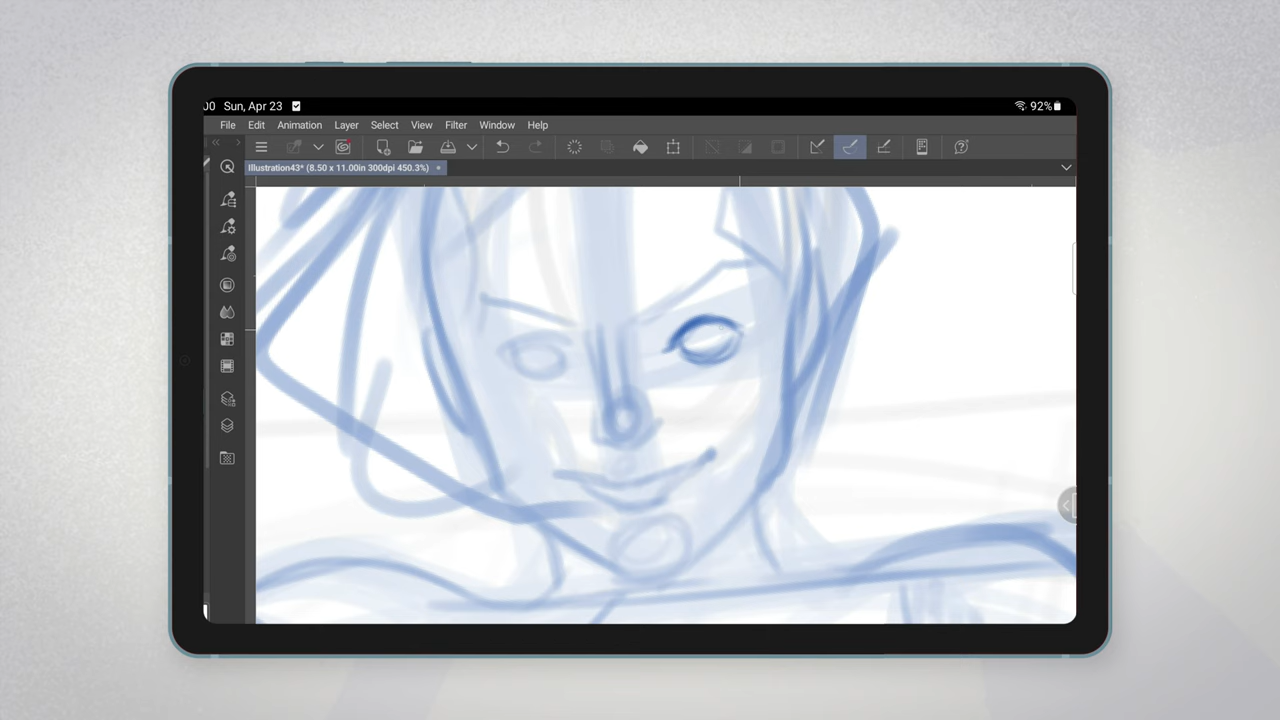 00 Sun, Apr 23 92%
File Edit Animation Layer Select View Filter Window Help
Illustration43* (8.50 x 11.00in 300dpi 450.3%)